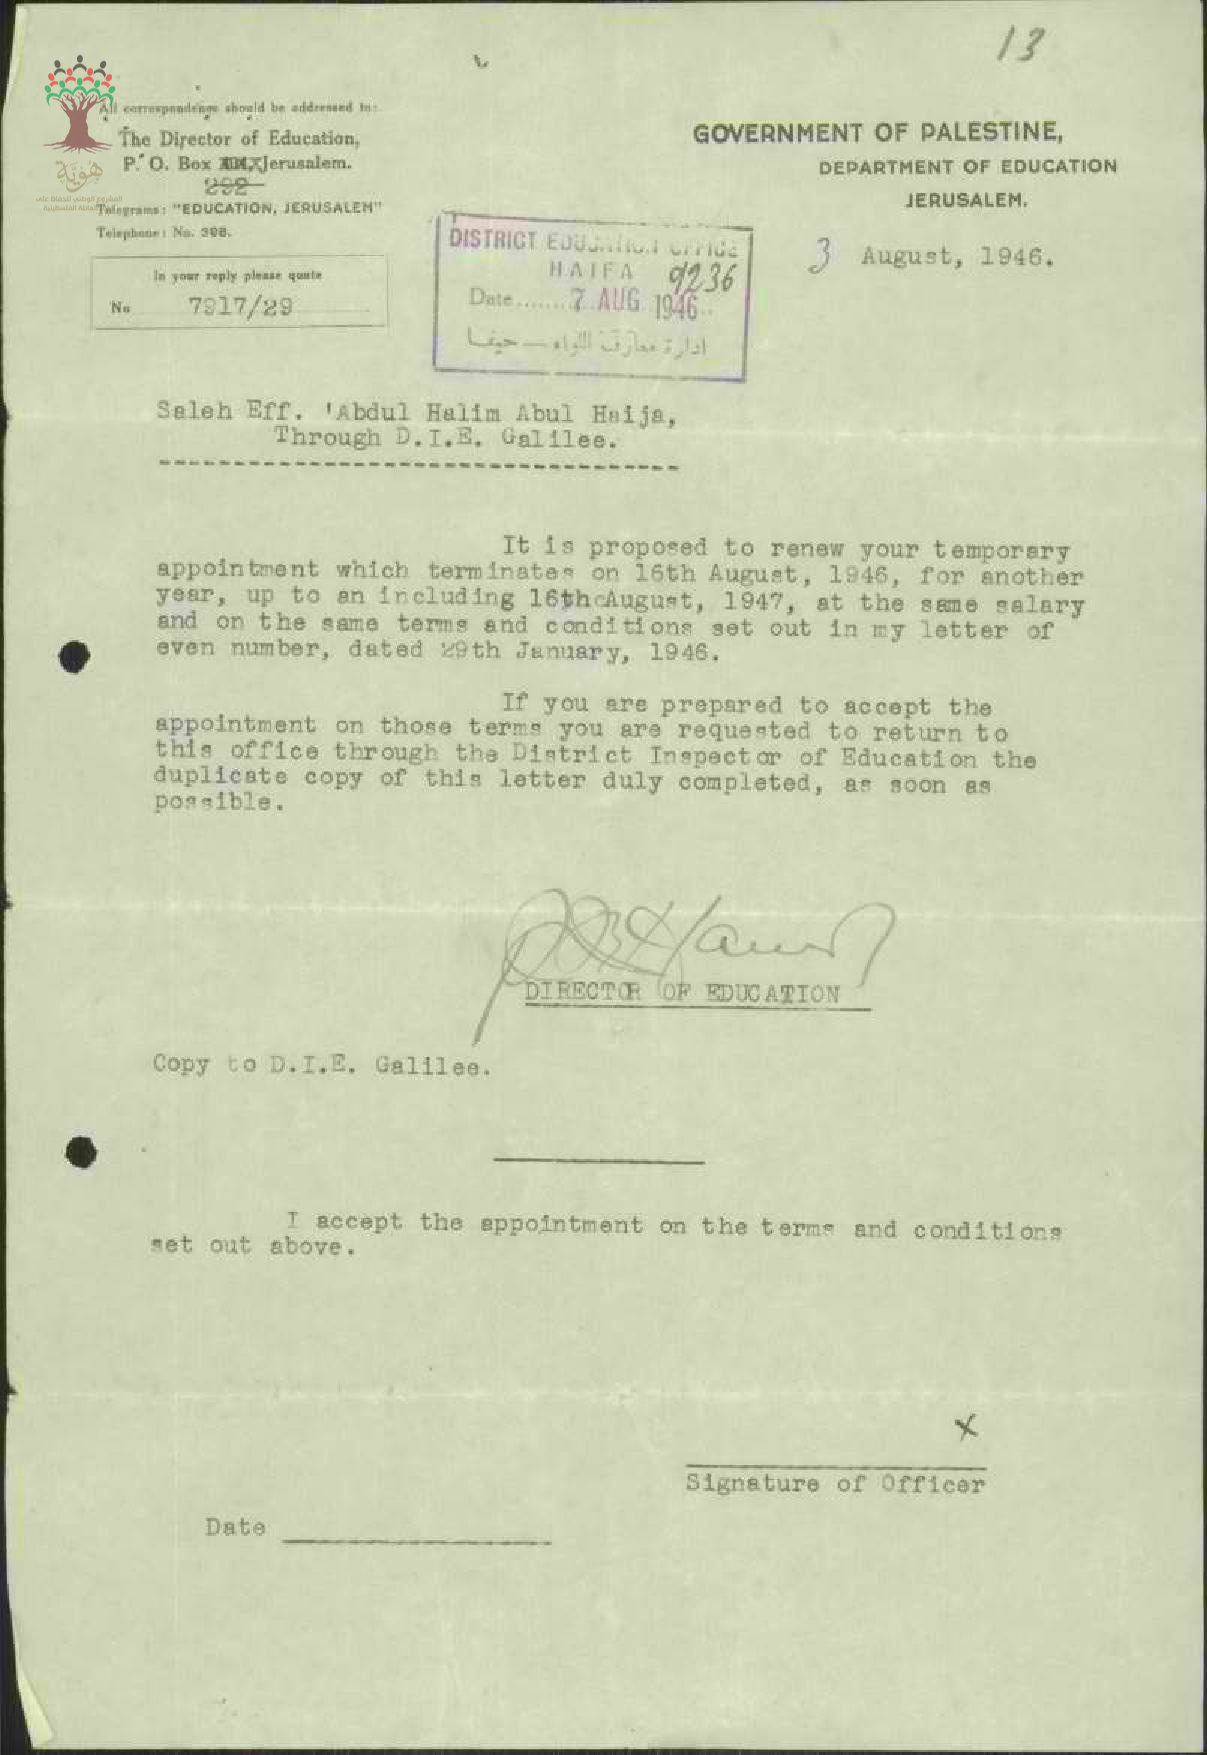 13
All correspondence should be addressed to:
The Director of Education,
P. O. Box Jerusalem.
292
Telegrams: "EDUCATION, JERUSALEM"
Telephone: No. 398.
In your reply please quote
No 7917/29
GOVERNMENT OF PALESTINE,
DEPARTMENT OF EDUCATION
JERUSALEM.
3 August, 1946.
DISTRICT EDUCATION OFFICE
HAIFA 9236
Date........7 AUG 1946..
ادارة معارف اللواء — حيفا
هوية
Saleh Eff. 'Abdul Halim Abul Haija,
Through D.I.E. Galilee.
It is proposed to renew your temporary
appointment which terminates on 16th August, 1946, for another
year, up to an including 16th August, 1947, at the same salary
and on the same terms and conditions set out in my letter of
even number, dated 29th January, 1946.
If you are prepared to accept the
appointment on those terms you are requested to return to
this office through the District Inspector of Education the
duplicate copy of this letter duly completed, as soon as
possible.
DIRECTOR OF EDUCATION
Copy to D.I.E. Galilee.
I accept the appointment on the terms and conditions
set out above.
x
Signature of Officer
Date